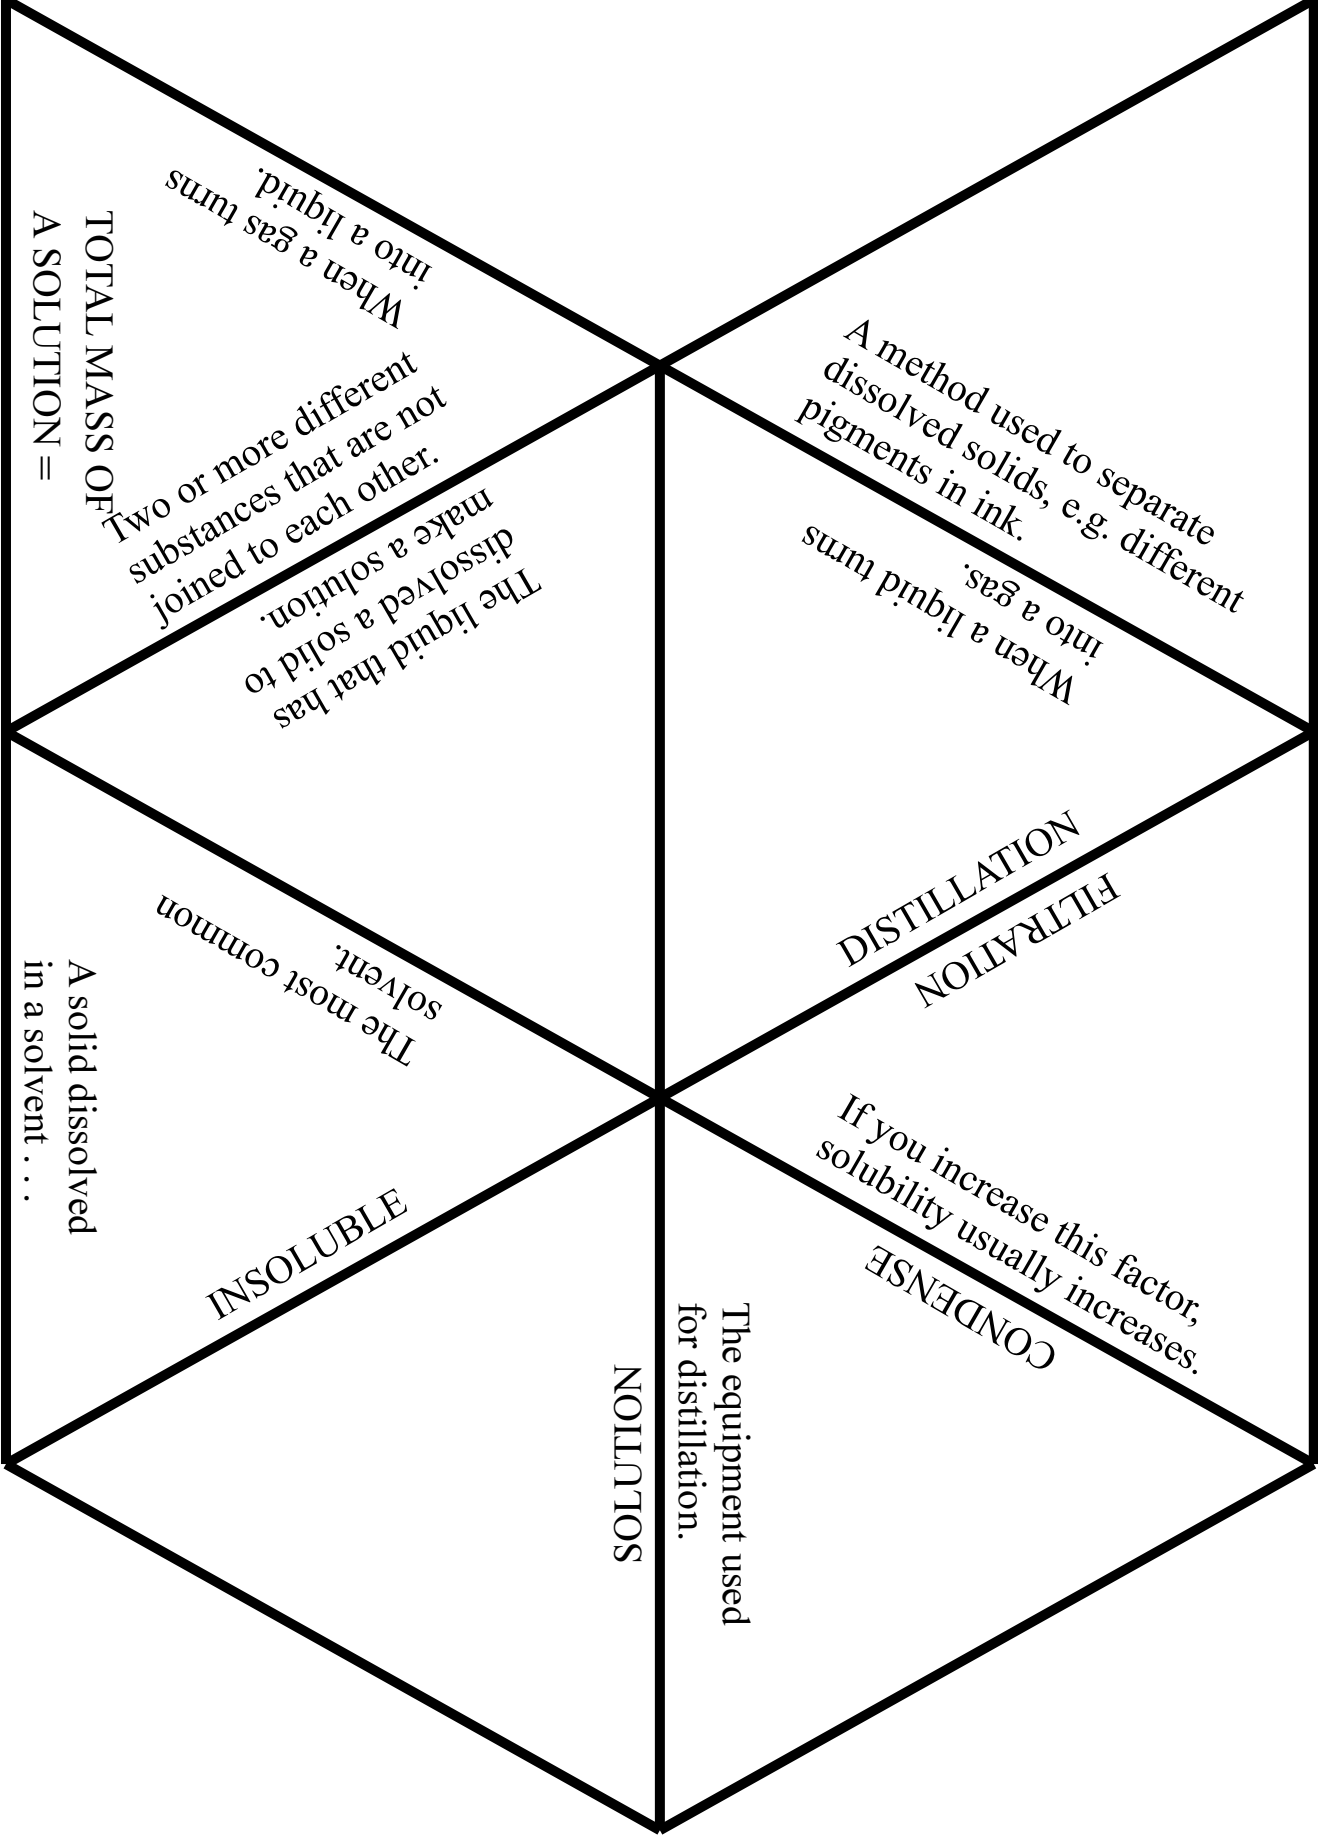 When a gas turns
into a liquid.
TOTAL MASS OF
A SOLUTION =
Two or more different
substances that are not
joined to each other.
The liquid that has
dissolved a solid to
make a solution.
A method used to separate
dissolved solids, e.g. different
pigments in ink.
When a liquid turns
into a gas.
DISTILLATION
FILTRATION
The most common
solvent.
A solid dissolved
in a solvent . . .
INSOLUBLE
If you increase this factor,
solubility usually increases.
CONDENSE
SOLUTION
The equipment used
for distillation.